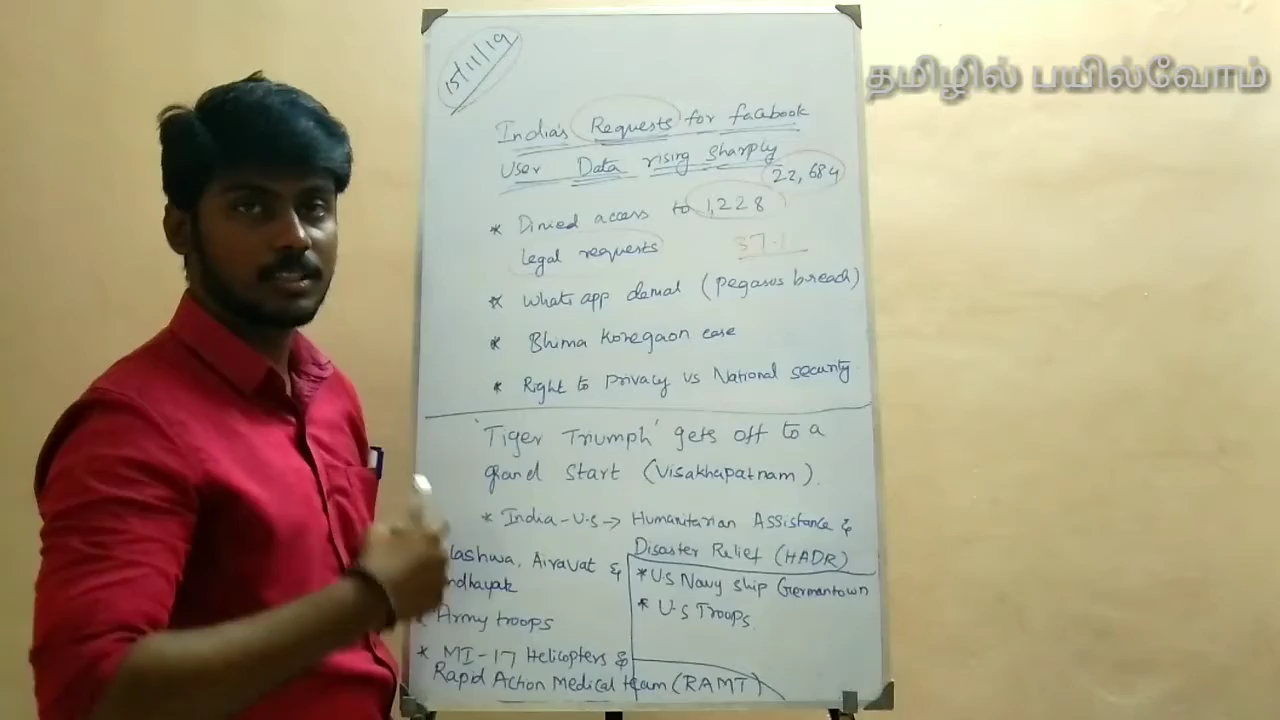 தமிழில் பயில்வோம்
15/11/19
India's Requests for facebook
User Data rising sharply
22,684
* Dinied access to 1,228
legal requests
37.1
* Whats app denial (pegasus breach)
* Bhima Koregaon case
* Right to privacy vs National security
'Tiger Triumph' gets off to a
grand start (Visakhapatnam).
* India-U.S→ Humanitarian Assistance &
Disaster Relief (HADR)
lashwa, Airavat &
ndhayak
Army troops
* MI-17 Helicopters &
Rapid Action Medical team (RAMT)
* US Navy ship Germantown
* U.S Troops.